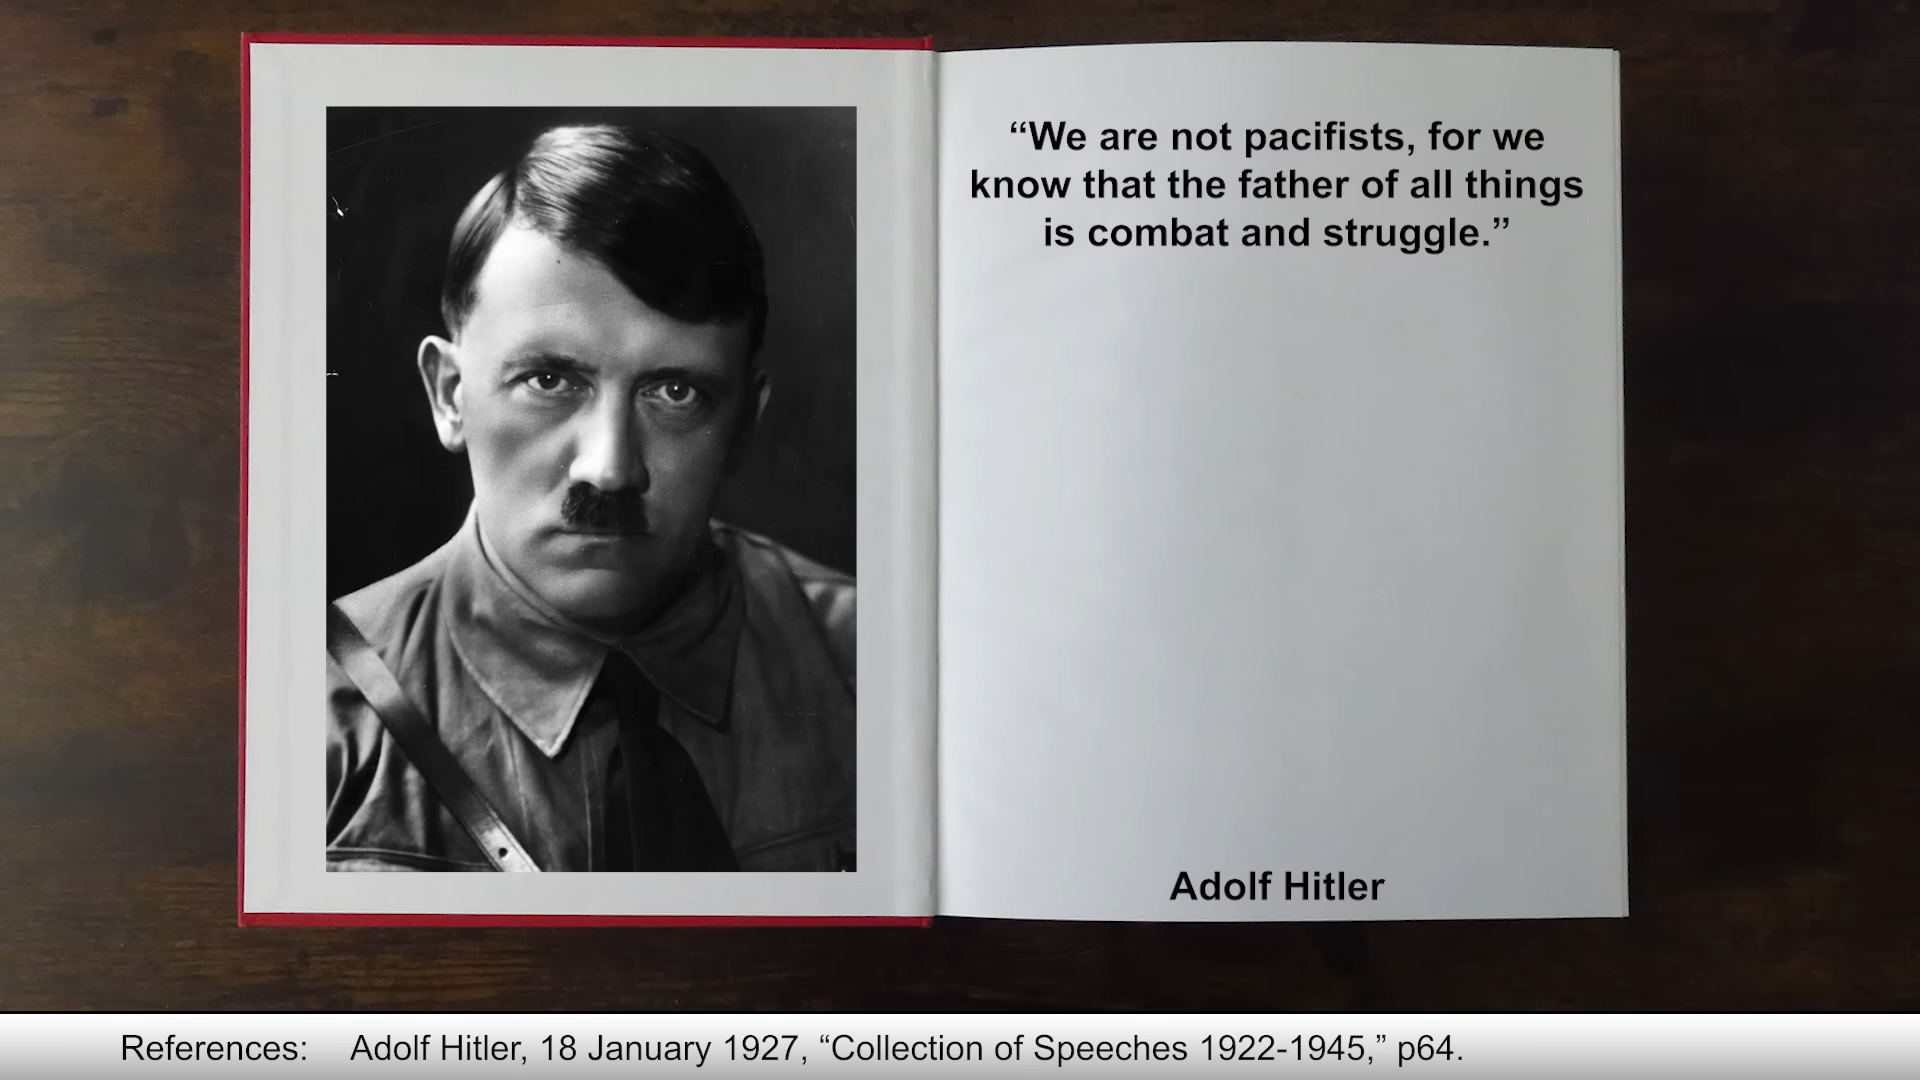 “We are not pacifists, for we
know that the father of all things
is combat and struggle.”
Adolf Hitler
References: Adolf Hitler, 18 January 1927, “Collection of Speeches 1922-1945,” p64.